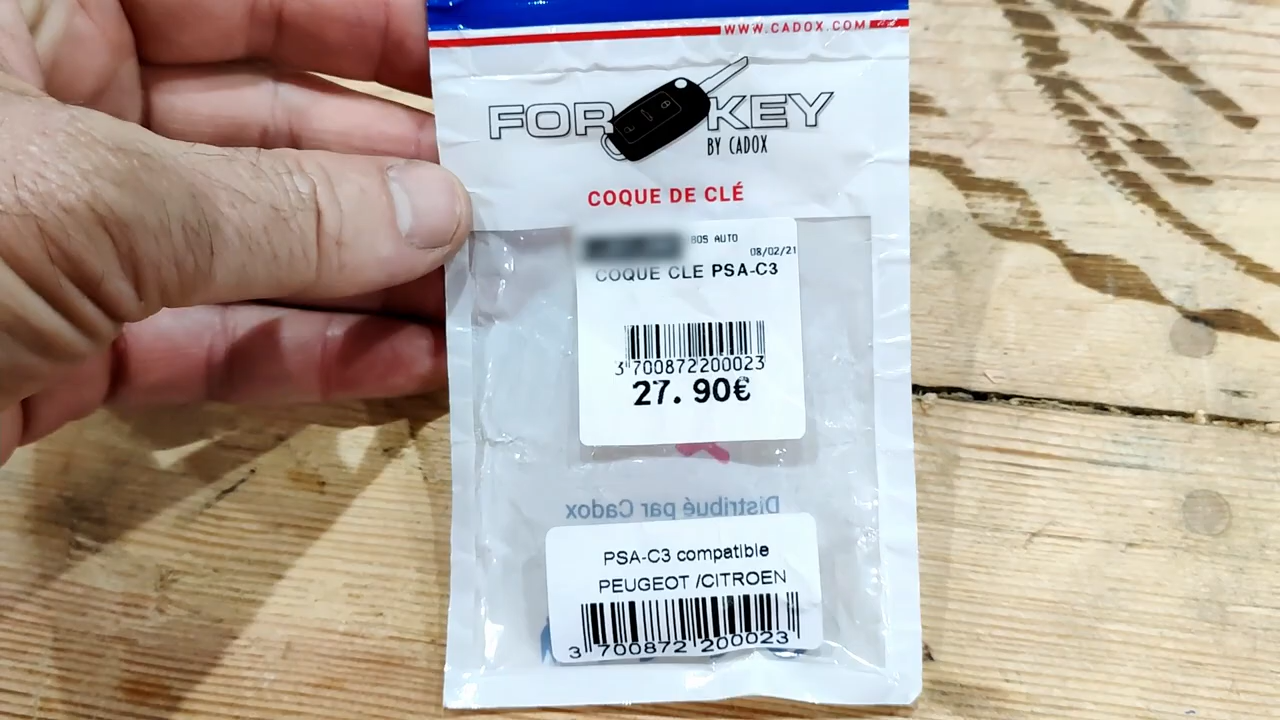 WWW.CADOX.COM
FOR KEY
BY CADOX
COQUE DE CLÉ
BOS AUTO
08/02/21
COQUE CLE PSA-C3
3 700872200023
27.90€
Distribué par Cadox
PSA-C3 compatible
PEUGEOT /CITROEN
3 700872 200023